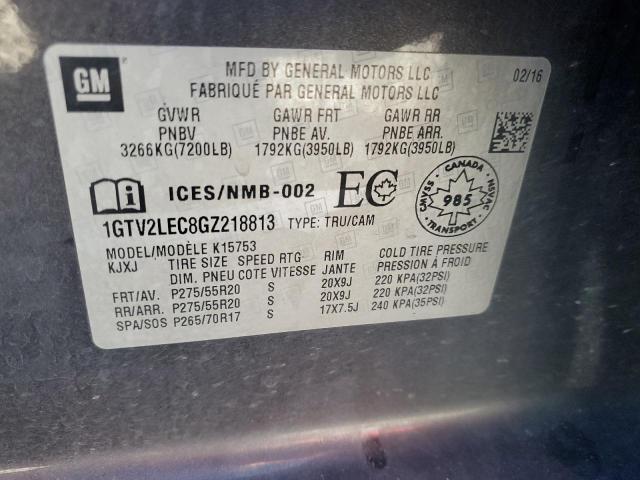 GM
MFD BY GENERAL MOTORS LLC 02/16
FABRIQUÉ PAR GENERAL MOTORS LLC
GVWR GAWR FRT GAWR RR
PNBV PNBE AV. PNBE ARR.
3266KG(7200LB) 1792KG(3950LB) 1792KG(3950LB)
ICES/NMB-002 EC CANADA CMVSS NSVAC 985 TRANSPORT
1GTV2LEC8GZ218813 TYPE: TRU/CAM
MODEL/MODÈLE K15753
KJXJ TIRE SIZE SPEED RTG RIM COLD TIRE PRESSURE
DIM. PNEU COTE VITESSE JANTE PRESSION À FROID
FRT/AV. P275/55R20 S 20X9J 220 KPA(32PSI)
RR/ARR. P275/55R20 S 20X9J 220 KPA(32PSI)
SPA/SOS P265/70R17 S 17X7.5J 240 KPA(35PSI)